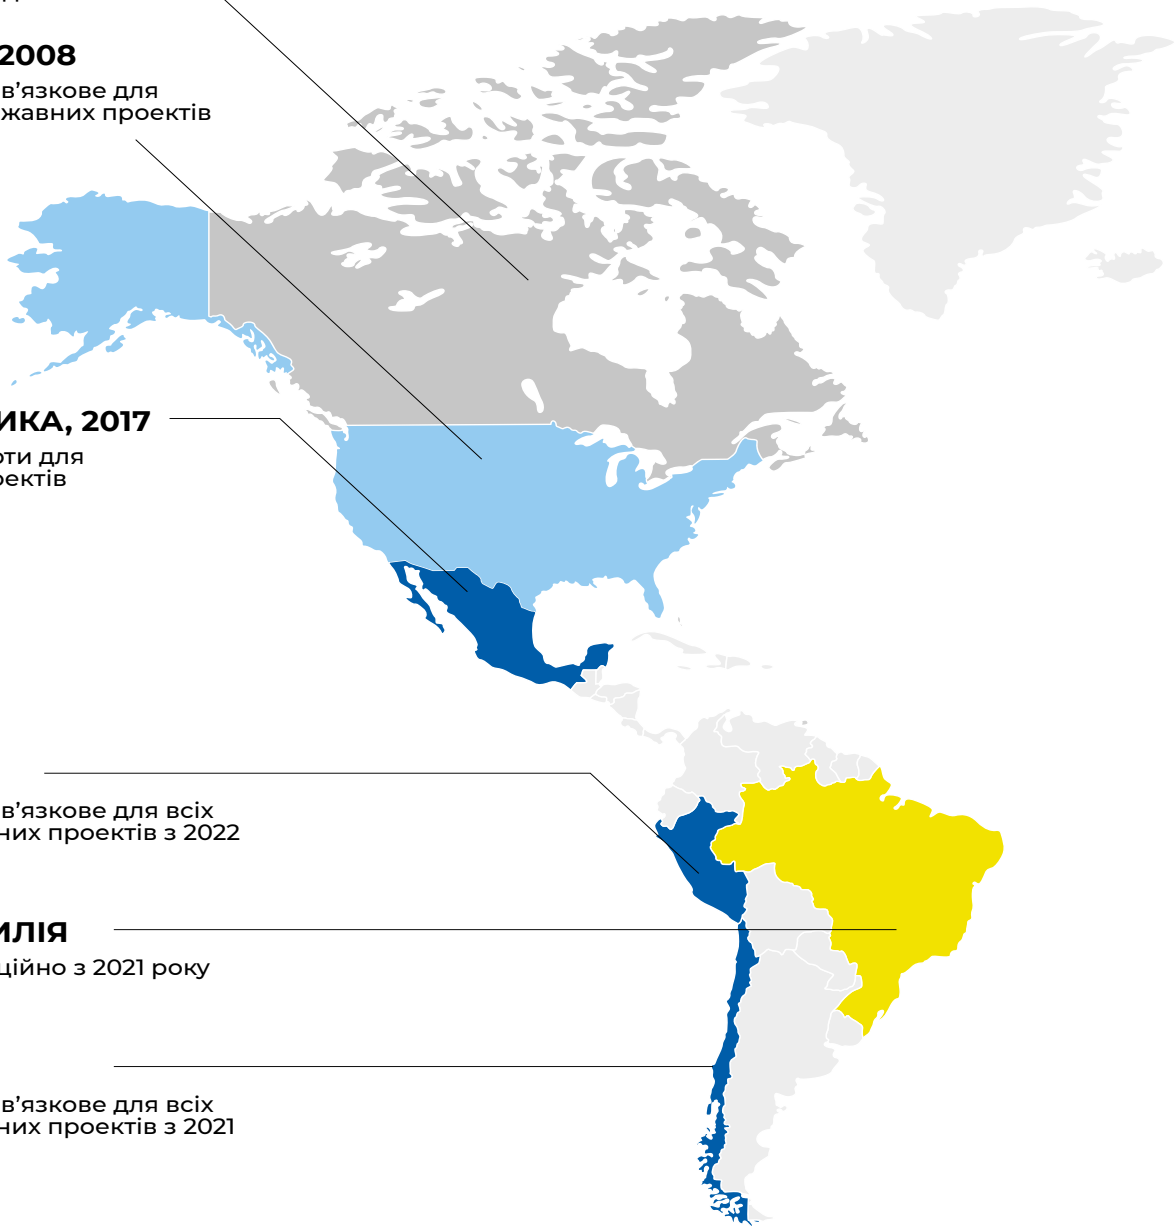 2008
в’язкове для
жавних проектів
ИКА, 2017
оти для
оектів
в’язкове для всіх
них проектів з 2022
ИЛІЯ
ційно з 2021 року
в’язкове для всіх
них проектів з 2021